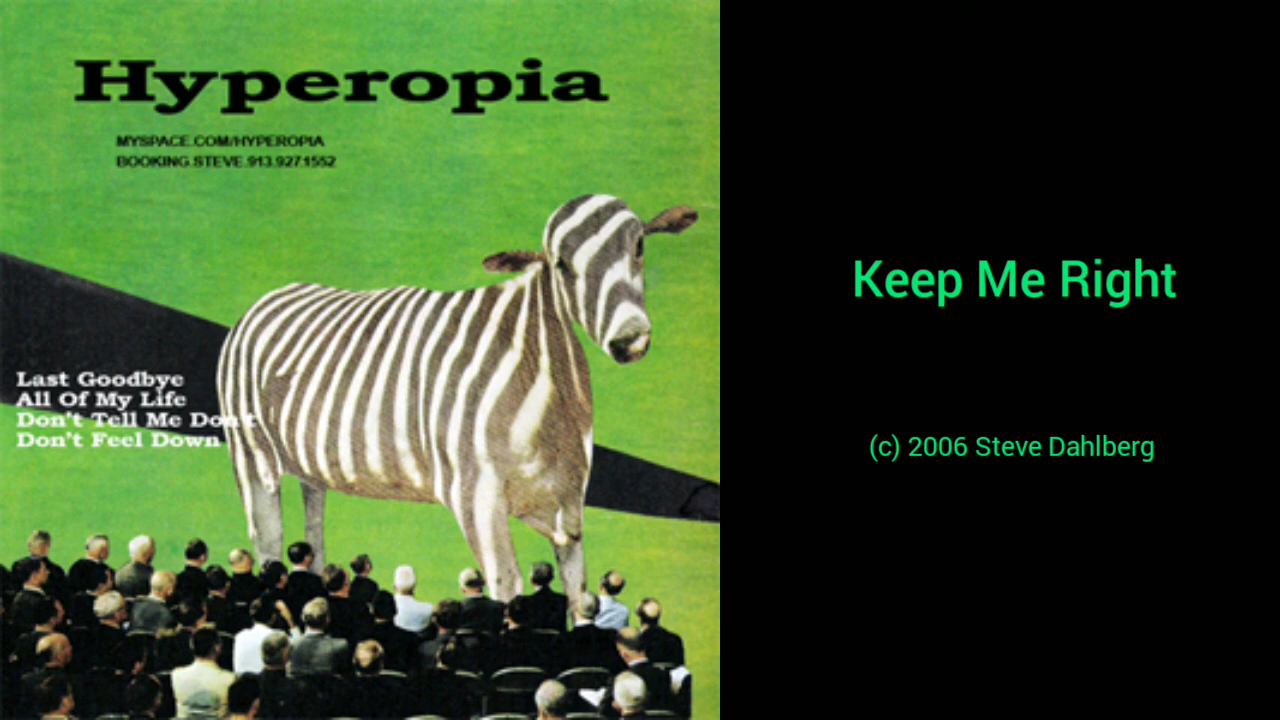 Hyperopia
MYSPACE.COM/HYPEROPIA
BOOKING.STEVE.913.927.1552
Last Goodbye
All Of My Life
Don't Tell Me Don't
Don't Feel Down
Keep Me Right
(c) 2006 Steve Dahlberg